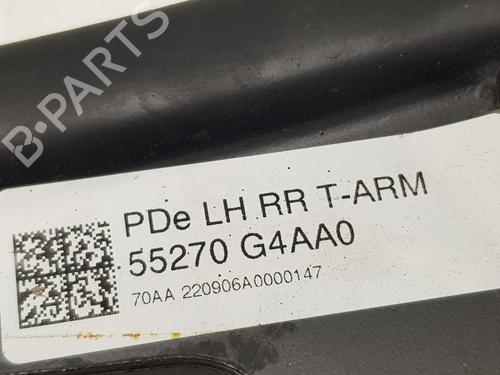 B-PARTS
PDe LH RR T-ARM
55270 G4AA0
70AA 220906A0000147